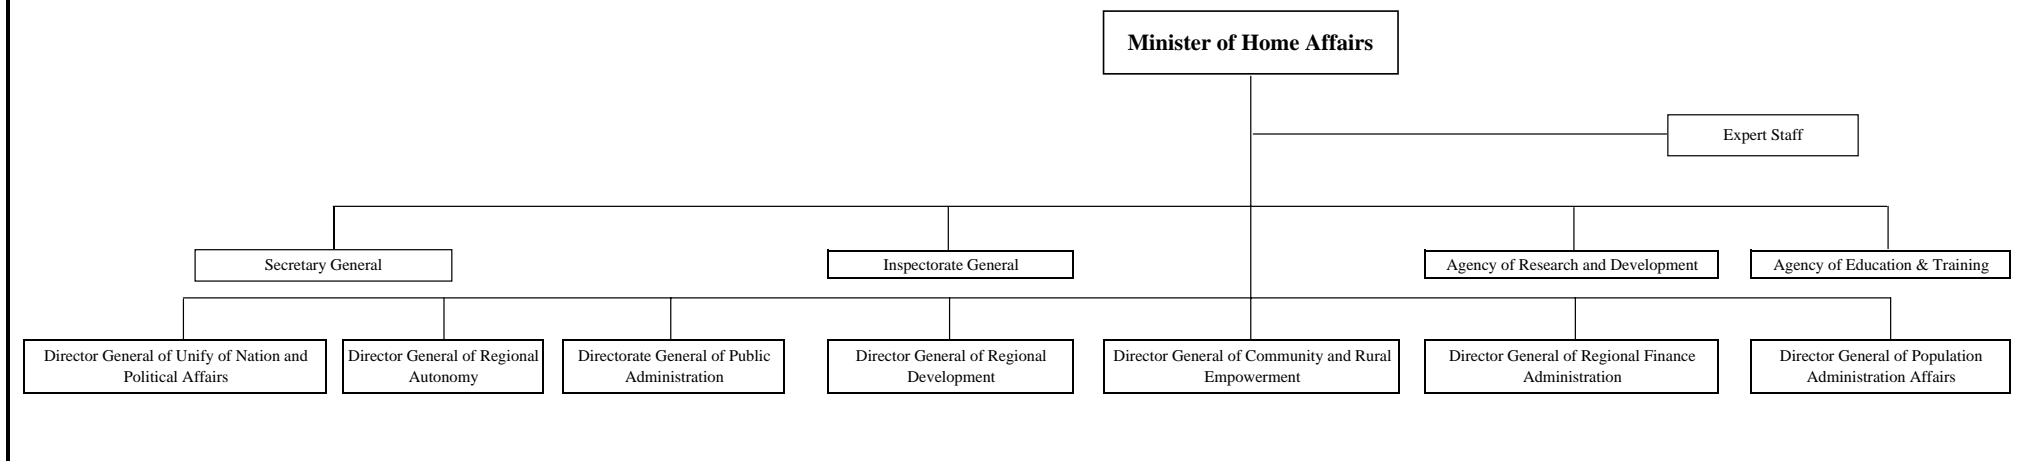 Minister of Home Affairs
Expert Staff
Secretary General
Inspectorate General
Agency of Research and Development
Agency of Education & Training
Director General of Unify of Nation and
Political Affairs
Director General of Regional
Autonomy
Directorate General of Public
Administration
Director General of Regional
Development
Director General of Community and Rural
Empowerment
Director General of Regional Finance
Administration
Director General of Population
Administration Affairs